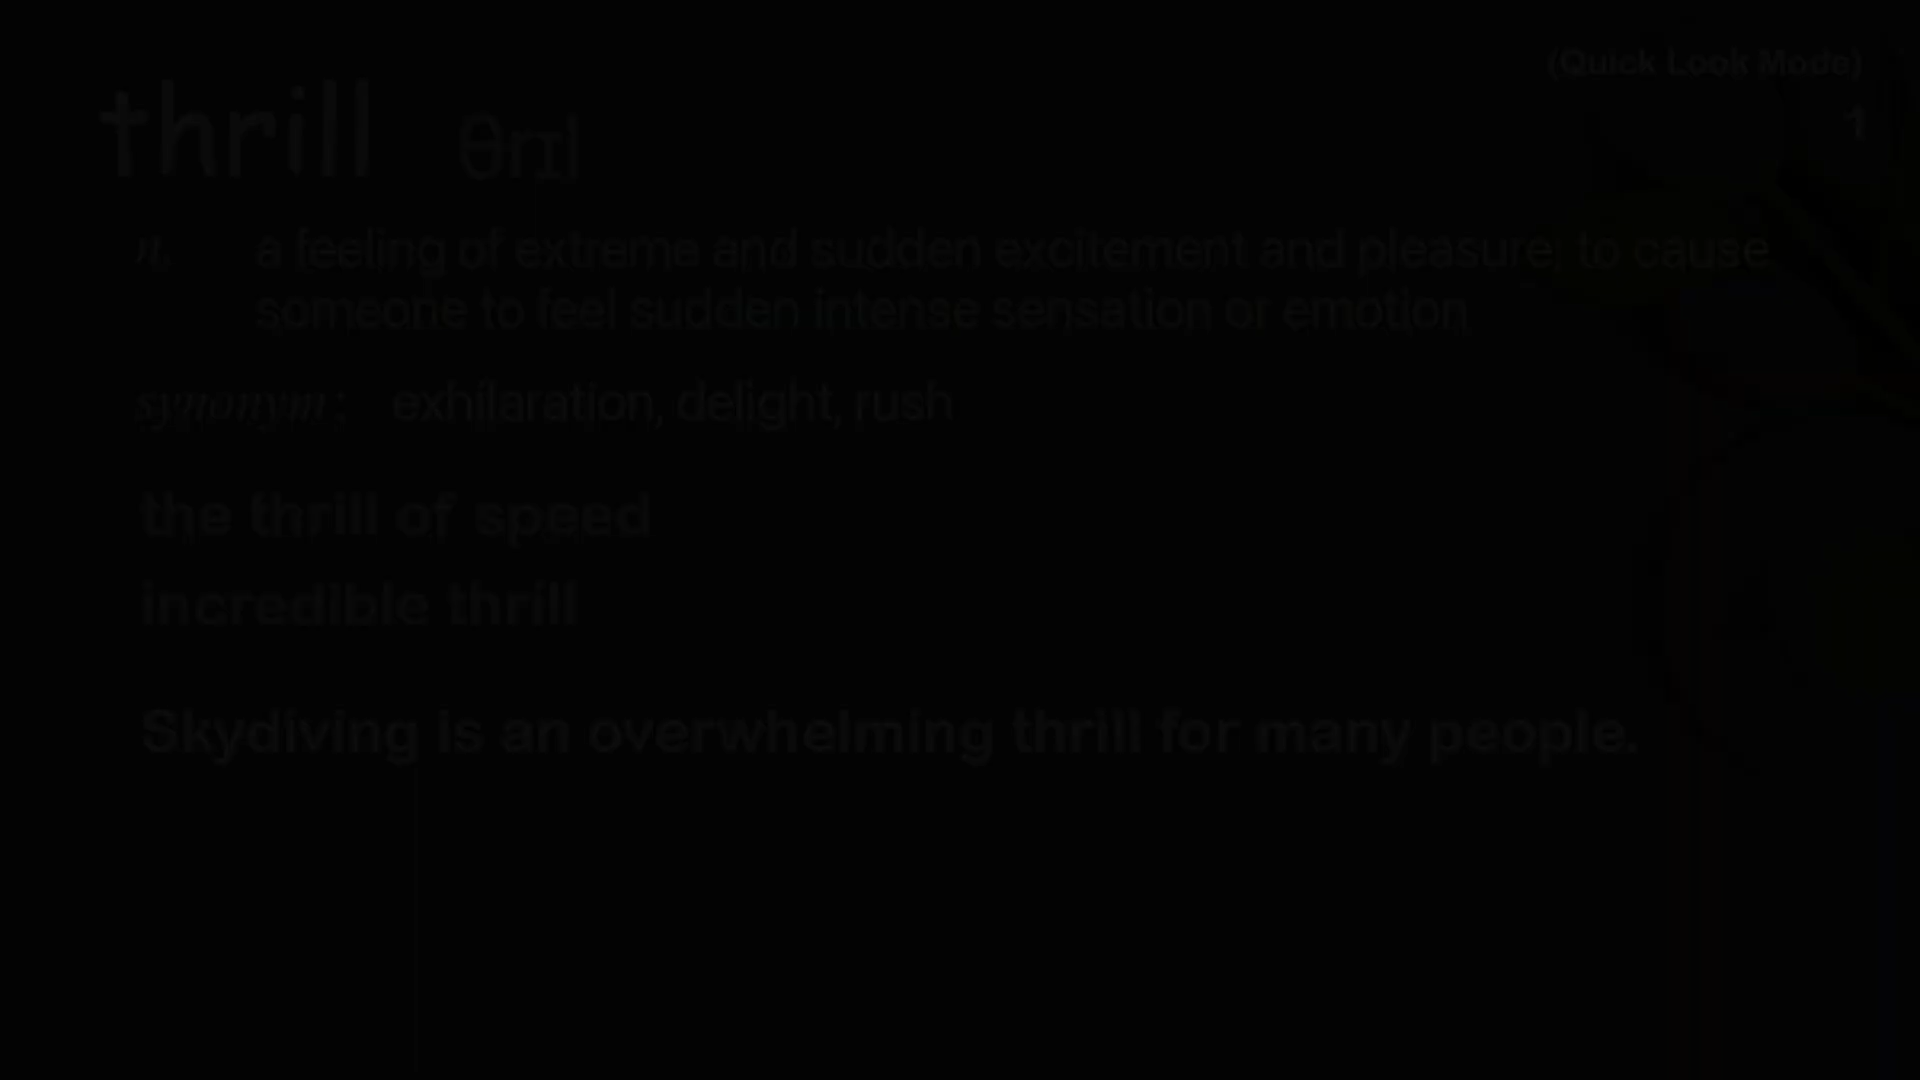 (Quick Look Mode)
1
thrill θrɪl
n. a feeling of extreme and sudden excitement and pleasure; to cause
someone to feel sudden intense sensation or emotion
synonym: exhilaration, delight, rush
the thrill of speed
incredible thrill
Skydiving is an overwhelming thrill for many people.